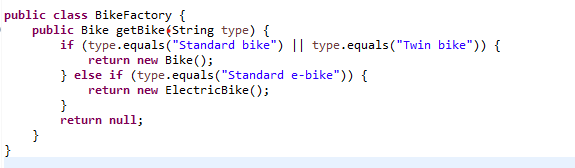 public class BikeFactory {
    public Bike getBike(String type) {
        if (type.equals("Standard bike") || type.equals("Twin bike")) {
            return new Bike();
        } else if (type.equals("Standard e-bike")) {
            return new ElectricBike();
        }
        return null;
    }
}